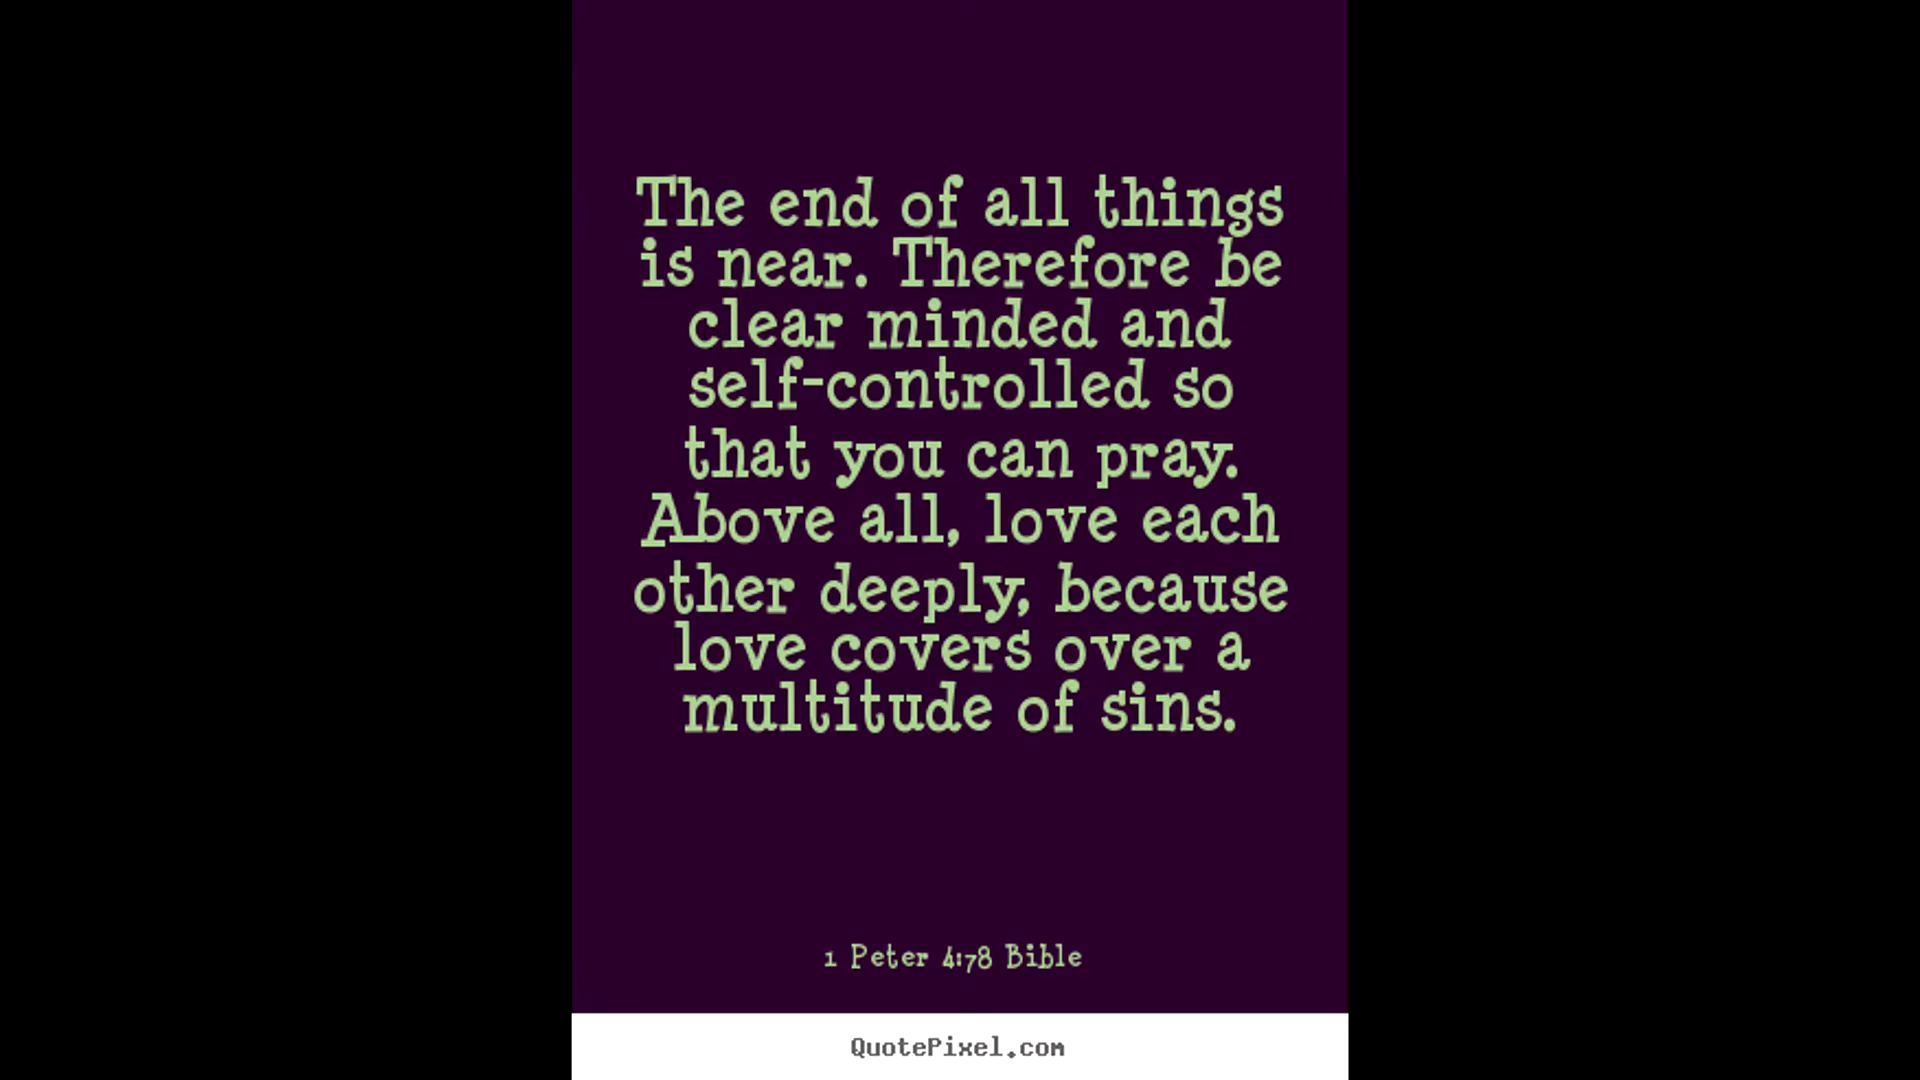 The end of all things
is near. Therefore be
clear minded and
self-controlled so
that you can pray.
Above all, love each
other deeply, because
love covers over a
multitude of sins.
1 Peter 4:78 Bible
QuotePixel.com